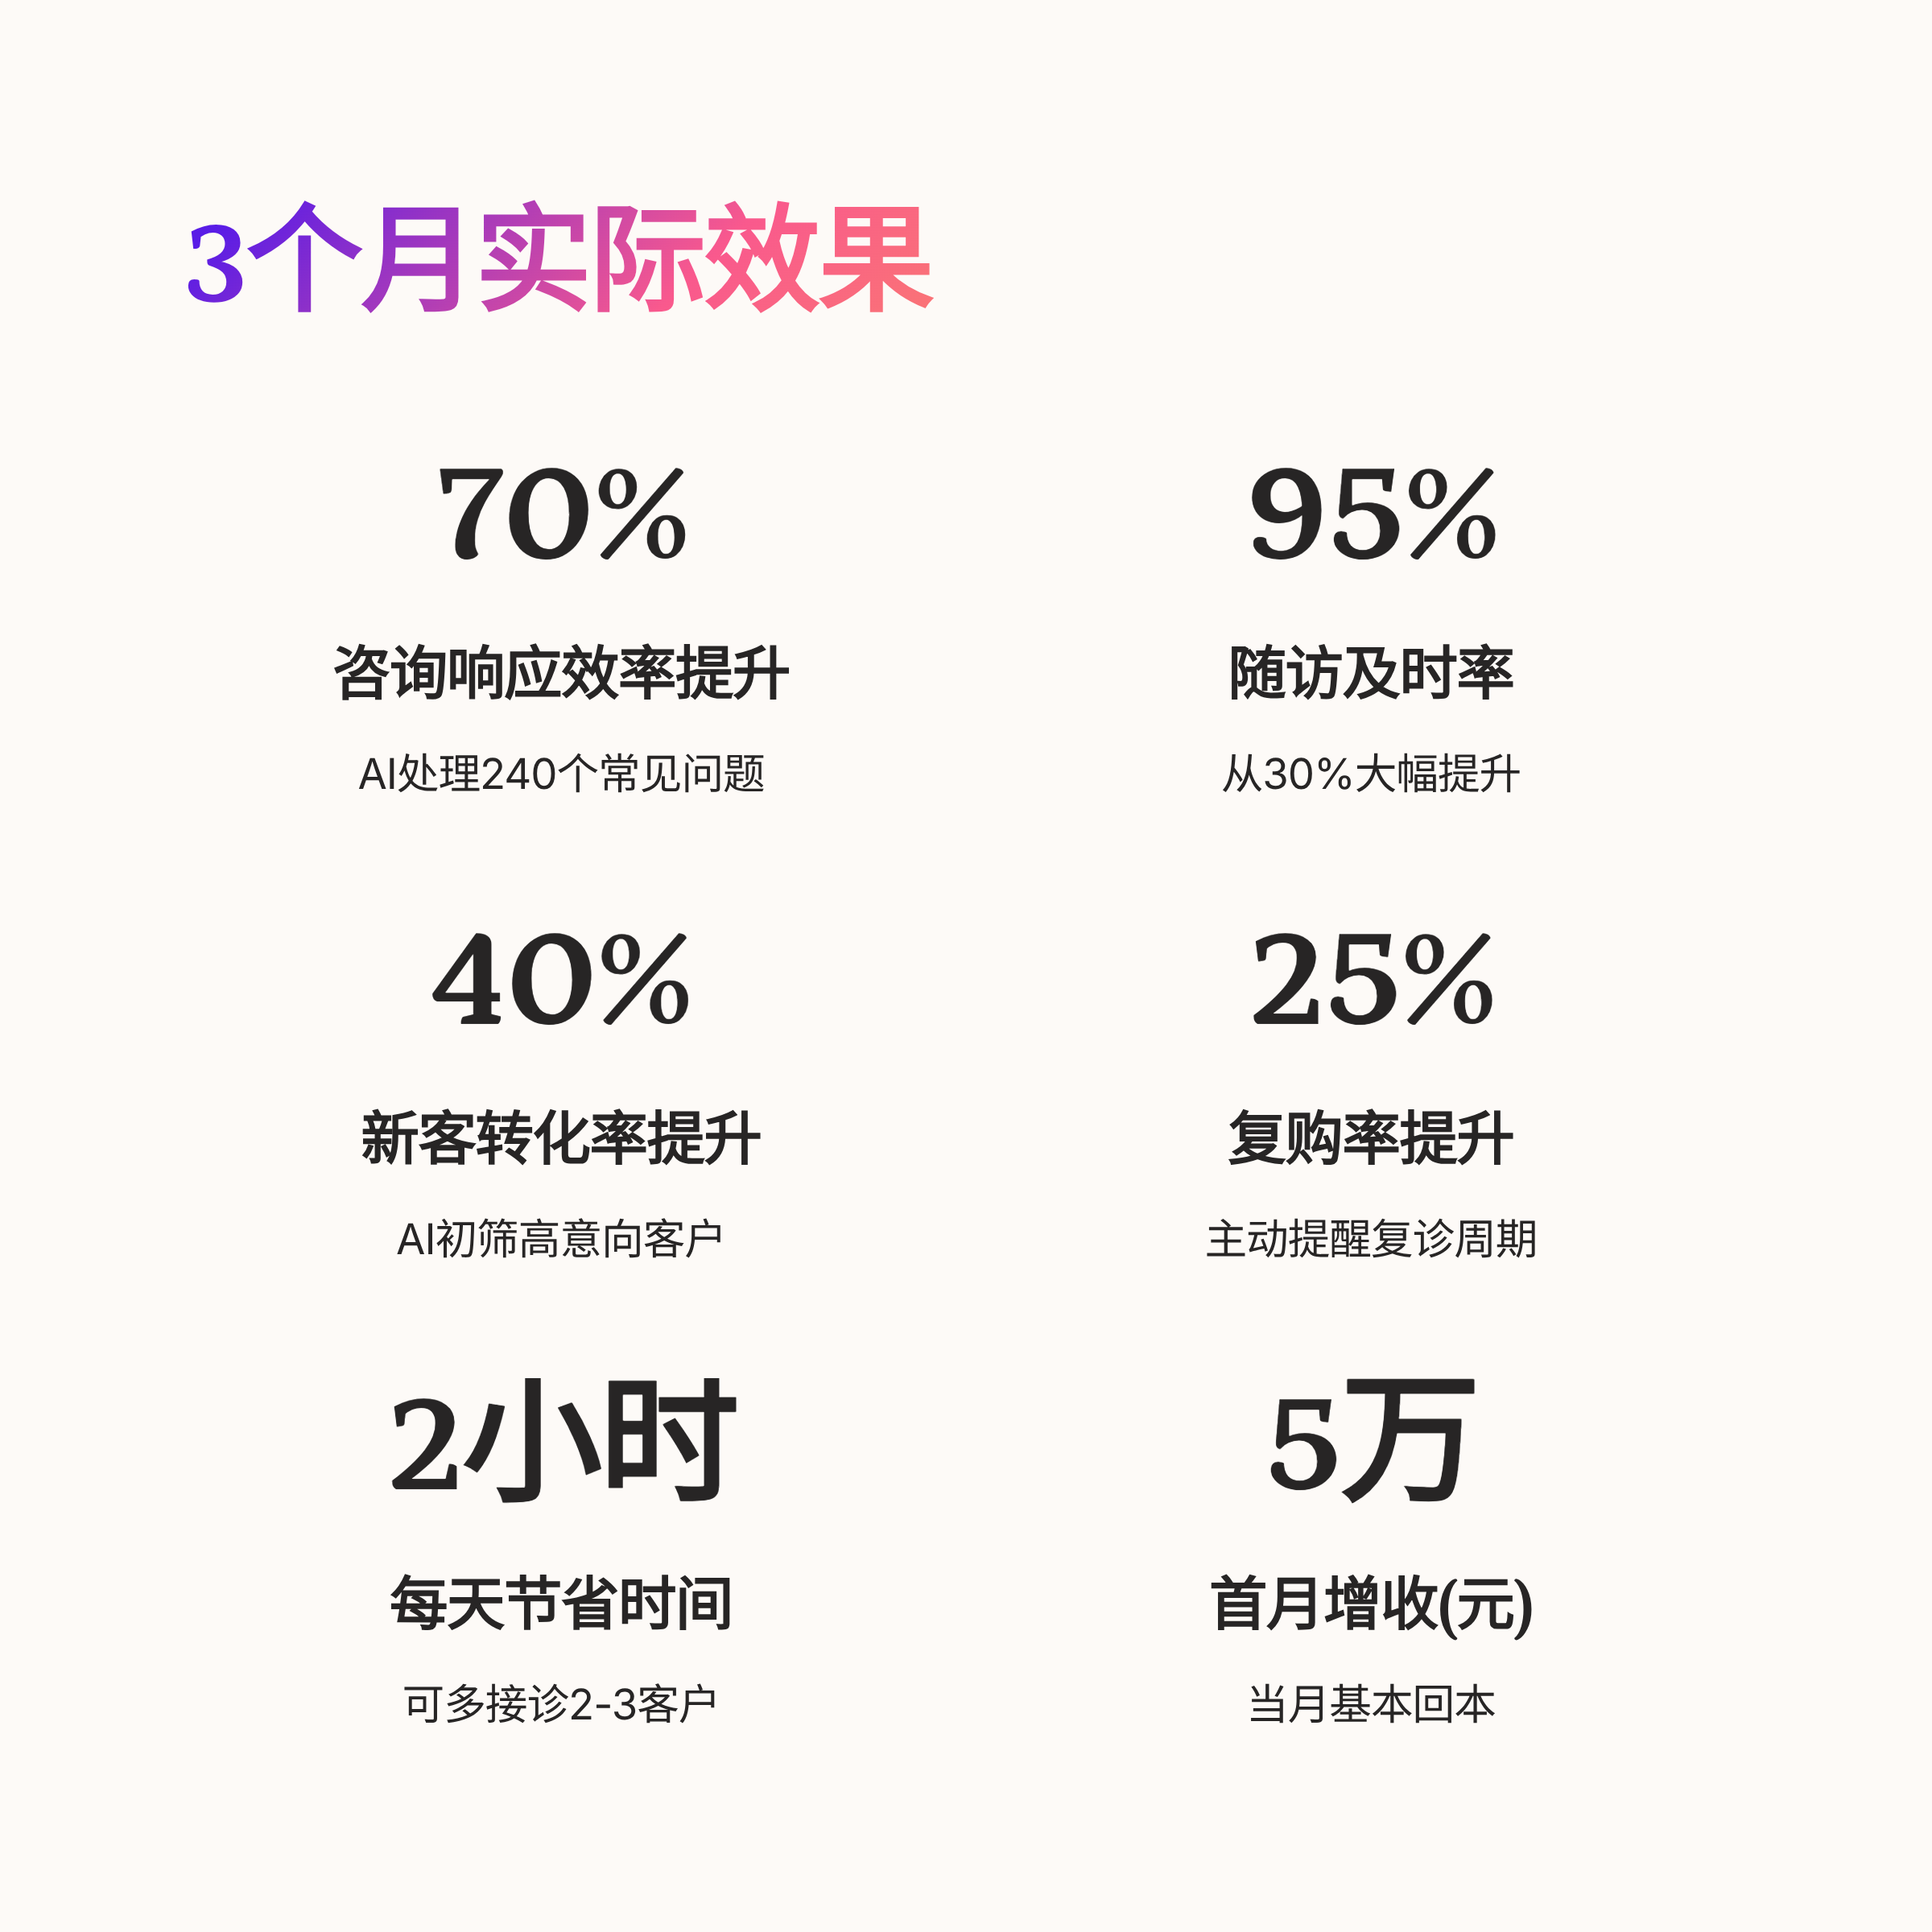 3个月实际效果
70%
咨询响应效率提升
AI处理240个常见问题
95%
随访及时率
从30%大幅提升
40%
新客转化率提升
AI初筛高意向客户
25%
复购率提升
主动提醒复诊周期
2小时
每天节省时间
可多接诊2-3客户
5万
首月增收(元)
当月基本回本